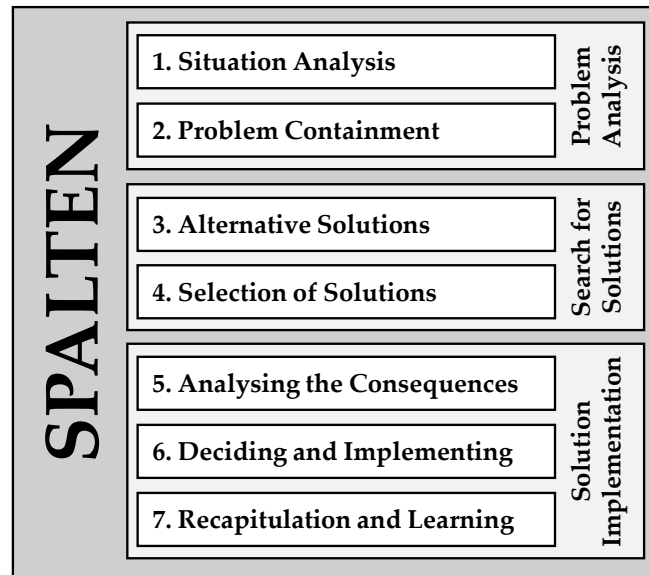 SPALTEN
1. Situation Analysis
2. Problem Containment
Problem
Analysis
3. Alternative Solutions
4. Selection of Solutions
Search for
Solutions
5. Analysing the Consequences
6. Deciding and Implementing
7. Recapitulation and Learning
Solution
Implementation